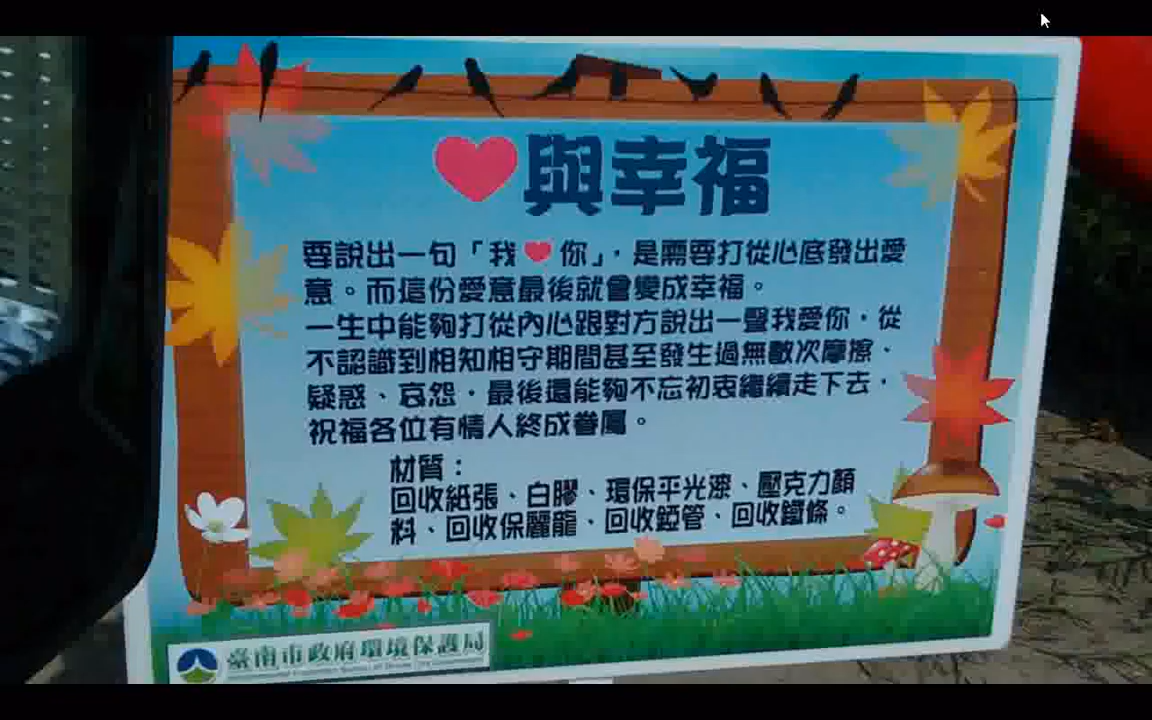 ❤與幸福
要說出一句「我❤你」，是需要打從心底發出愛
意。而這份愛意最後就會變成幸福。
一生中能夠打從內心跟對方說出一聲我愛你，從
不認識到相知相守期間甚至發生過無數次摩擦、
疑惑、哀怨，最後還能夠不忘初衷繼續走下去，
祝福各位有情人終成眷屬。
材質：
回收紙張、白膠、環保平光漆、壓克力顏
料、回收保麗龍、回收錏管、回收鐵條。
臺南市政府環境保護局